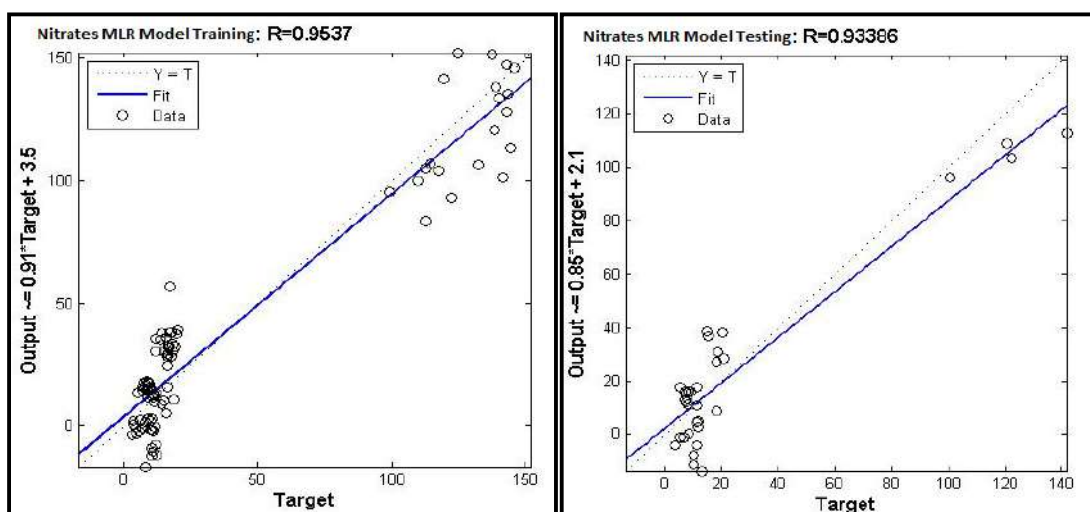 Nitrates MLR Model Training: R=0.9537
150
100
50
0
Output ~= 0.91*Target + 3.5
Y = T
Fit
Data
0
50
100
150
Target
Nitrates MLR Model Testing: R=0.93386
140
120
100
80
60
40
20
0
Output ~= 0.85*Target + 2.1
Y = T
Fit
Data
0
20
40
60
80
100
120
140
Target